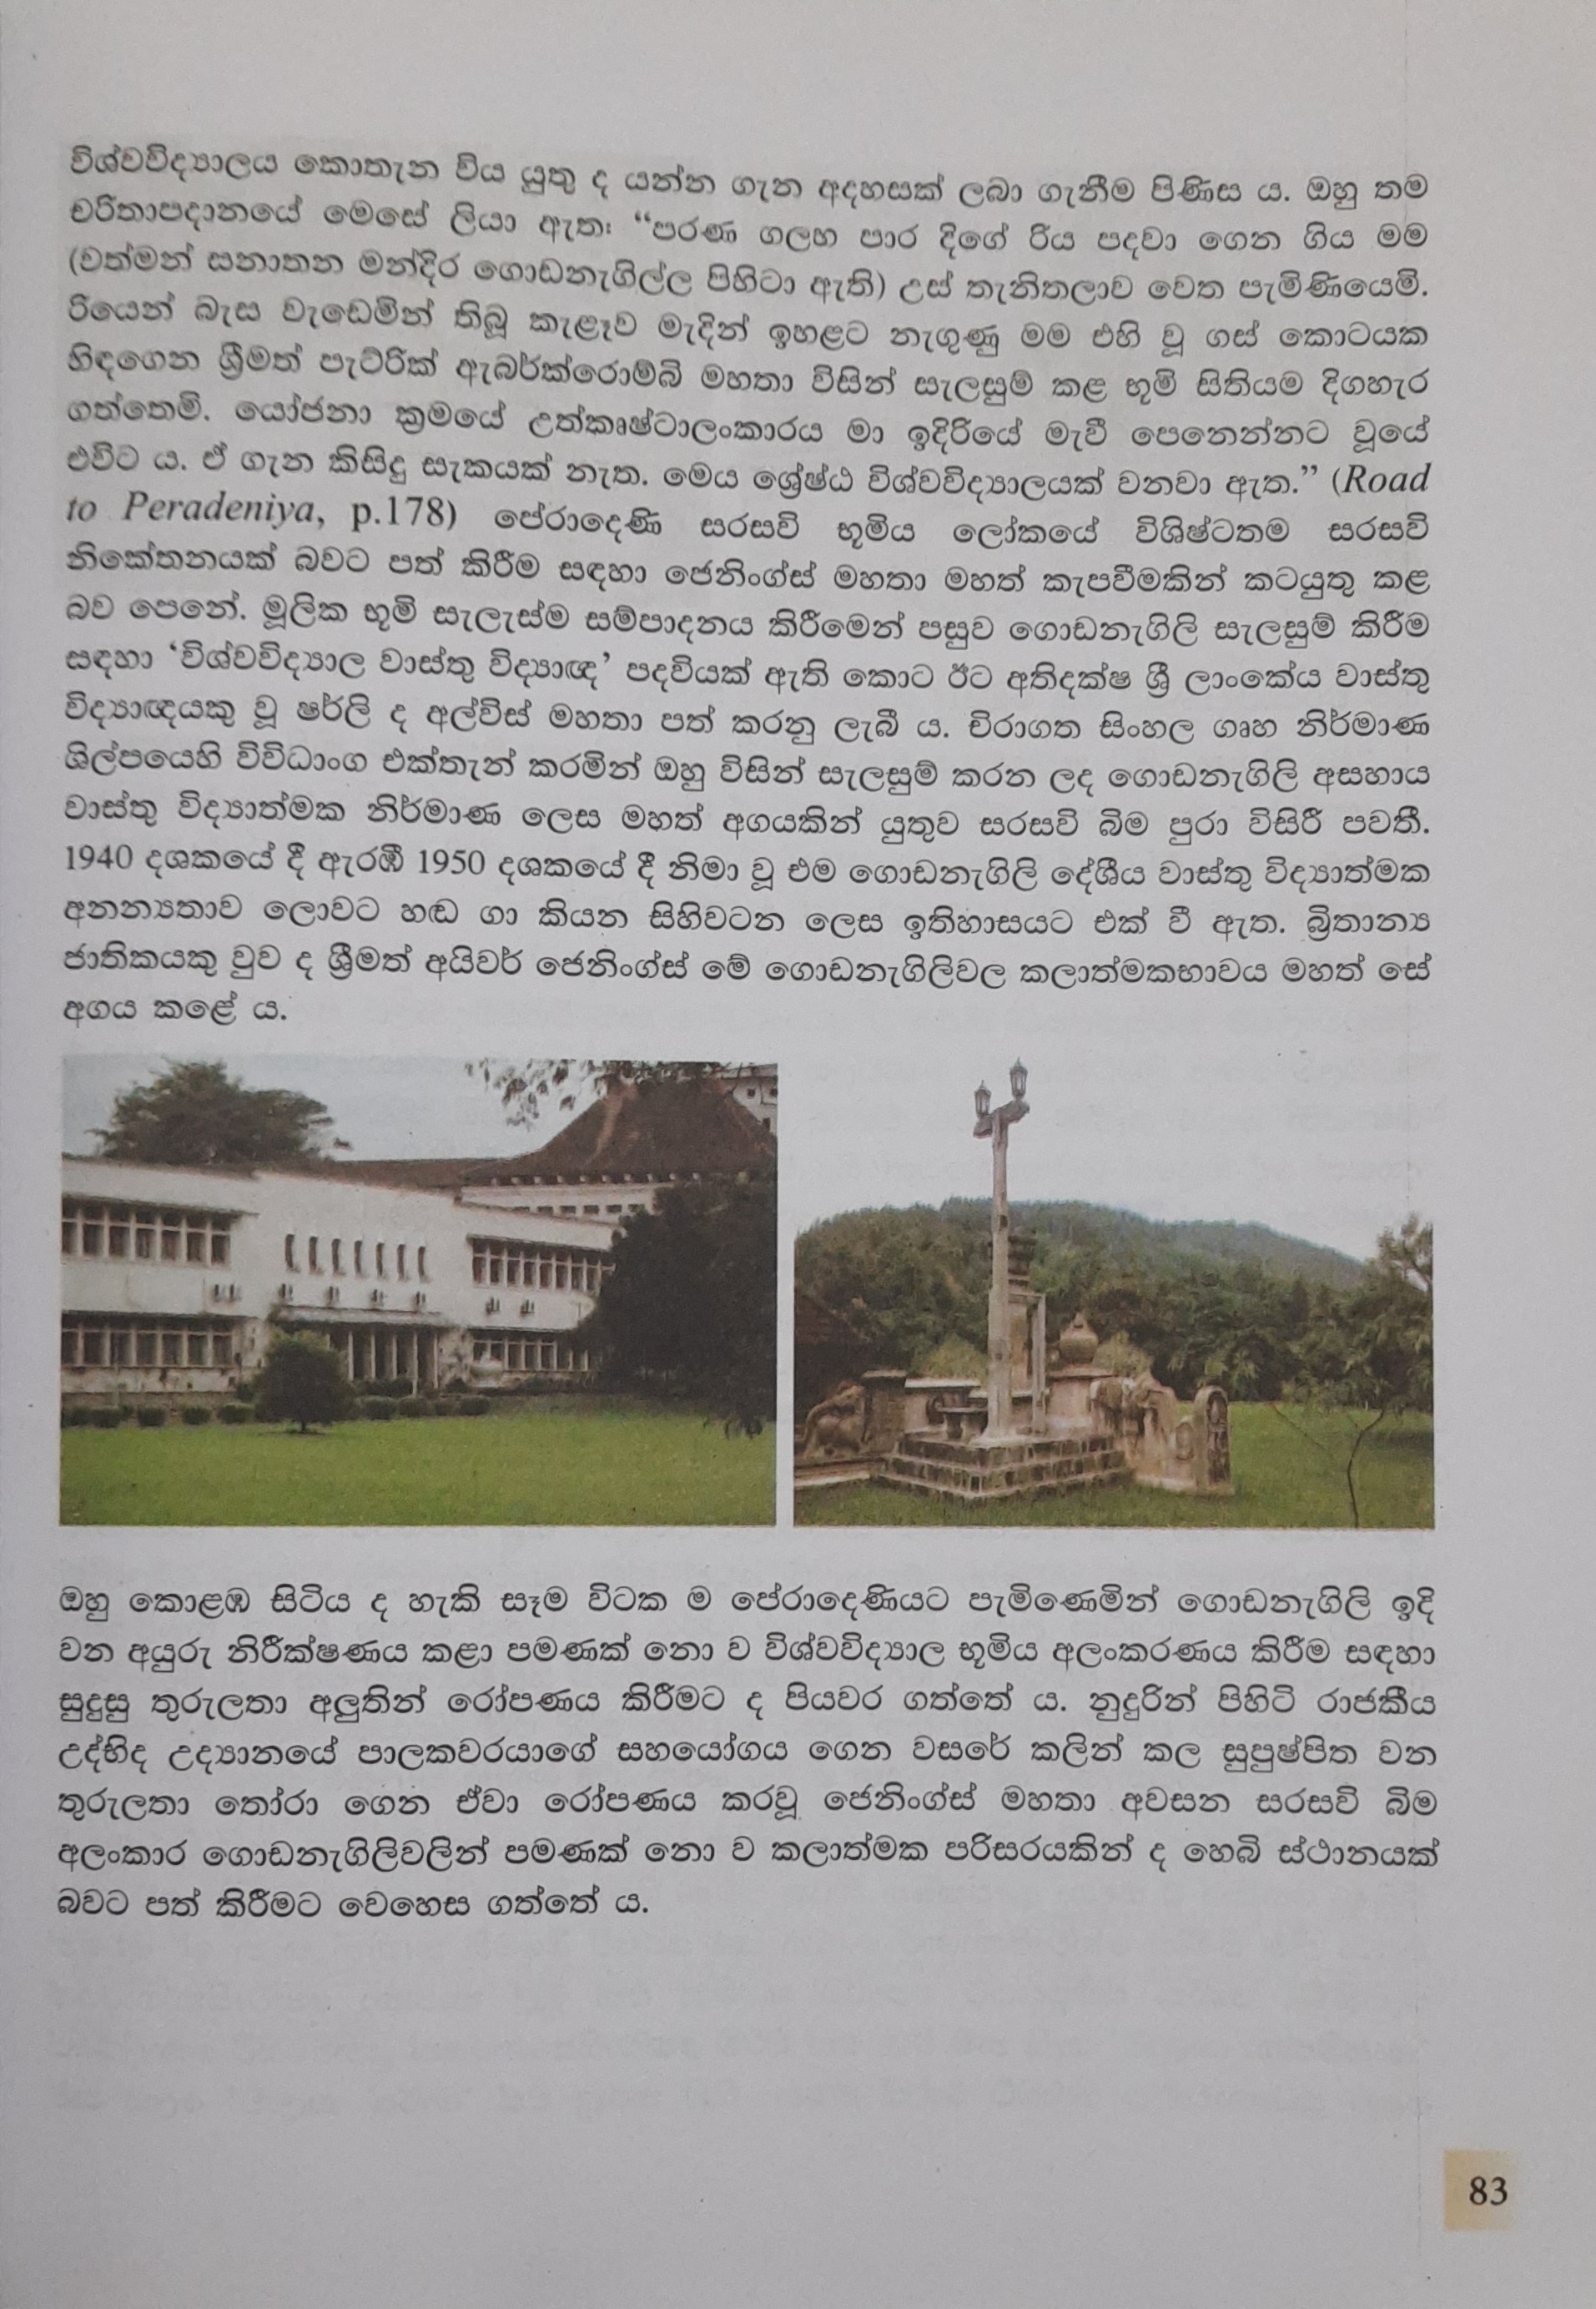 විශ්වවිද්‍යාලය කොතැන විය යුතු ද යන්න ගැන අදහසක් ලබා ගැනීම පිණිස ය. ඔහු තම
චරිතාපදානයේ මෙසේ ලියා ඇත: “පරණ ගලහ පාර දිගේ රිය පදවා ගෙන ගිය මම
(වත්මන් සනාතන මන්දිර ගොඩනැගිල්ල පිහිටා ඇති) උස් තැනිතලාව වෙත පැමිණියෙමි.
රියෙන් බැස වැඩෙමින් තිබූ කැළෑව මැදින් ඉහළට නැගුණු මම එහි වූ ගස් කොටයක
හිඳගෙන ශ්‍රීමත් පැට්රික් ඇබර්ක්රොම්බි මහතා විසින් සැලසුම් කළ භූමි සිතියම දිගහැර
ගත්තෙමි. යෝජනා ක්‍රමයේ උත්කෘෂ්ටාලංකාරය මා ඉදිරියේ මැවී පෙනෙන්නට වූයේ
එවිට ය. ඒ ගැන කිසිදු සැකයක් නැත. මෙය ශ්‍රේෂ්ඨ විශ්වවිද්‍යාලයක් වනවා ඇත.” (Road
to Peradeniya, p.178) පේරාදෙණි සරසවි භූමිය ලෝකයේ විශිෂ්ටතම සරසවි
නිකේතනයක් බවට පත් කිරීම සඳහා ජෙනිංග්ස් මහතා මහත් කැපවීමකින් කටයුතු කළ
බව පෙනේ. මූලික භූමි සැලැස්ම සම්පාදනය කිරීමෙන් පසුව ගොඩනැගිලි සැලසුම් කිරීම
සඳහා ‘විශ්වවිද්‍යාල වාස්තු විද්‍යාඥ’ පදවියක් ඇති කොට ඊට අතිදක්ෂ ශ්‍රී ලාංකේය වාස්තු
විද්‍යාඥයකු වූ ෂර්ලි ද අල්විස් මහතා පත් කරනු ලැබී ය. චිරාගත සිංහල ගෘහ නිර්මාණ
ශිල්පයෙහි විවිධාංග එක්තැන් කරමින් ඔහු විසින් සැලසුම් කරන ලද ගොඩනැගිලි අසහාය
වාස්තු විද්‍යාත්මක නිර්මාණ ලෙස මහත් අගයකින් යුතුව සරසවි බිම පුරා විසිරී පවතී.
1940 දශකයේ දී ඇරඹී 1950 දශකයේ දී නිමා වූ එම ගොඩනැගිලි දේශීය වාස්තු විද්‍යාත්මක
අනන්‍යතාව ලොවට හඬ ගා කියන සිහිවටන ලෙස ඉතිහාසයට එක් වී ඇත. බ්‍රිතාන්‍ය
ජාතිකයකු වුව ද ශ්‍රීමත් අයිවර් ජෙනිංග්ස් මේ ගොඩනැගිලිවල කලාත්මකභාවය මහත් සේ
අගය කළේ ය.
ඔහු කොළඹ සිටිය ද හැකි සෑම විටක ම පේරාදෙණියට පැමිණෙමින් ගොඩනැගිලි ඉදි
වන අයුරු නිරීක්ෂණය කළා පමණක් නො ව විශ්වවිද්‍යාල භූමිය අලංකරණය කිරීම සඳහා
සුදුසු තුරුලතා අලුතින් රෝපණය කිරීමට ද පියවර ගත්තේ ය. නුදුරින් පිහිටි රාජකීය
උද්භිද උද්‍යානයේ පාලකවරයාගේ සහයෝගය ගෙන වසරේ කලින් කල සුපුෂ්පිත වන
තුරුලතා තෝරා ගෙන ඒවා රෝපණය කරවූ ජෙනිංග්ස් මහතා අවසන සරසවි බිම
අලංකාර ගොඩනැගිලිවලින් පමණක් නො ව කලාත්මක පරිසරයකින් ද හෙබි ස්ථානයක්
බවට පත් කිරීමට වෙහෙස ගත්තේ ය.
83